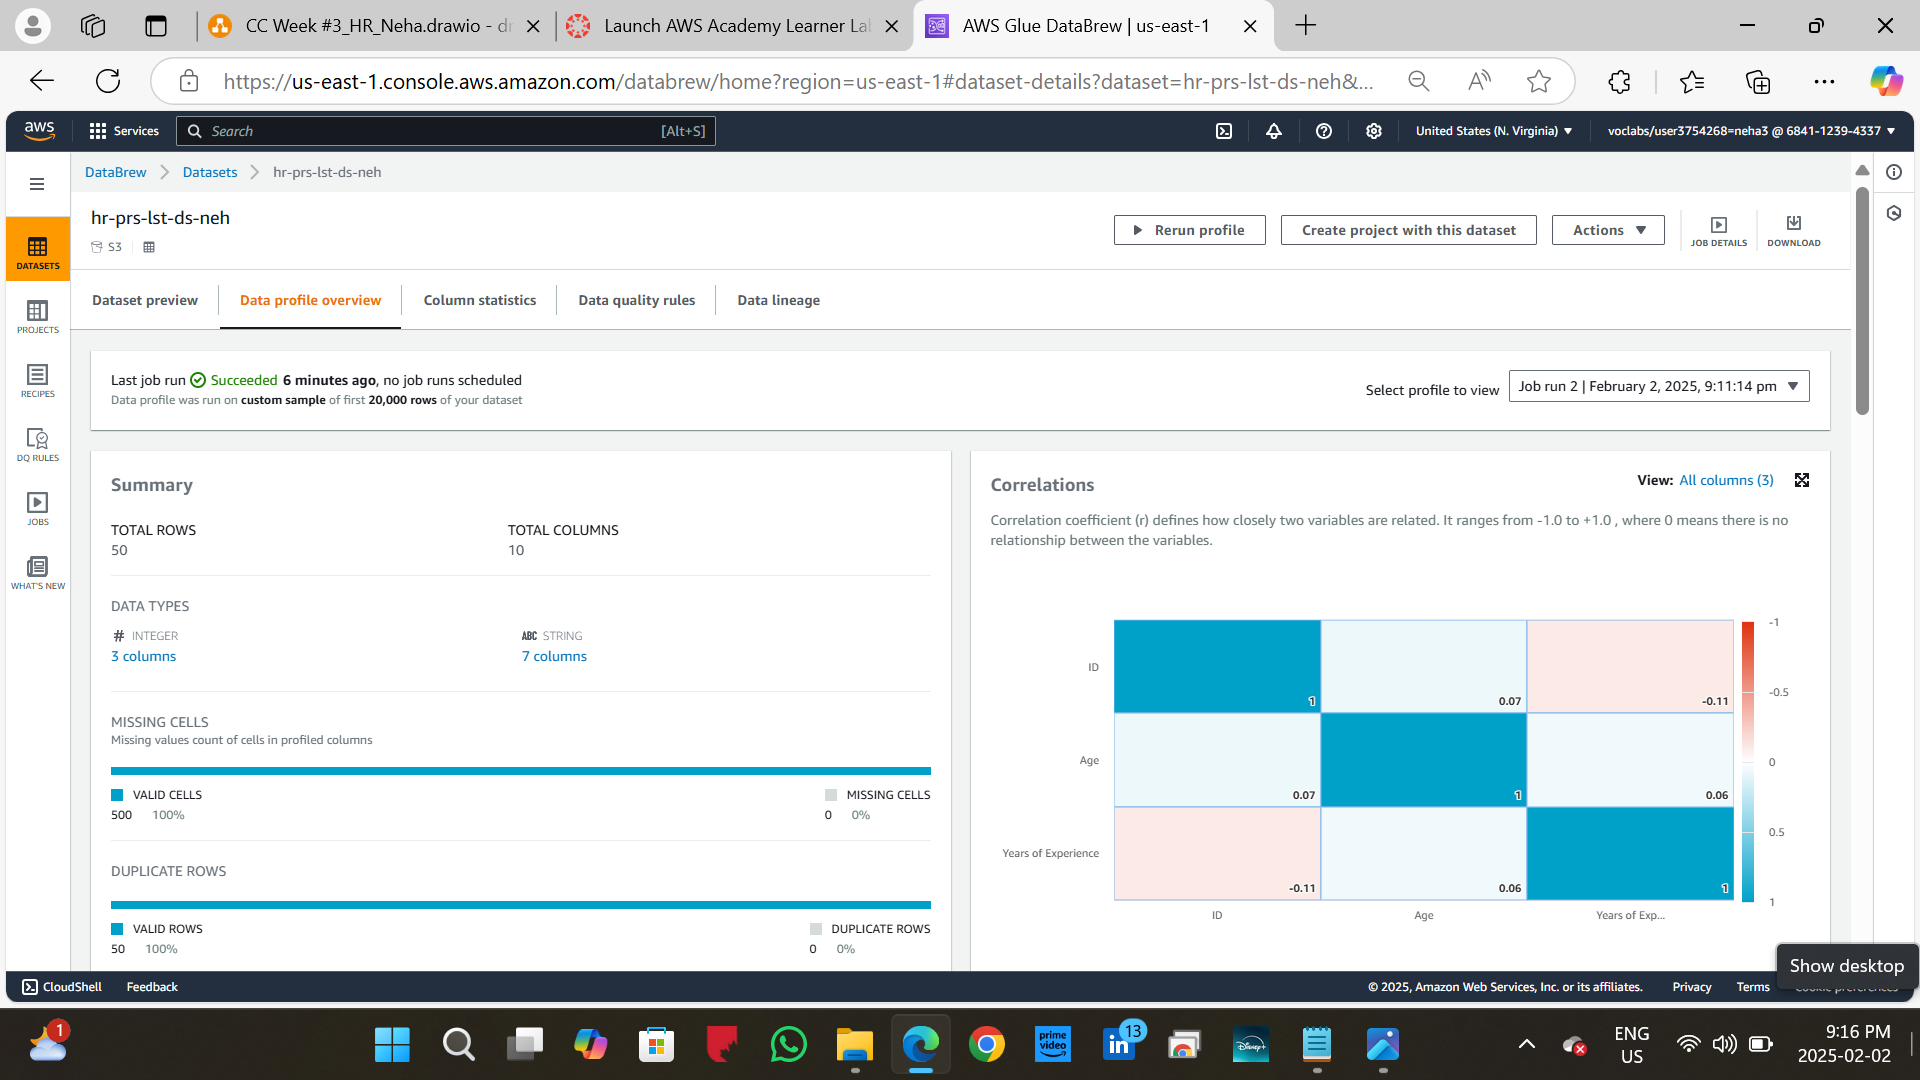 CC Week #3_HR_Neha.drawio - dr
Launch AWS Academy Learner La
AWS Glue DataBrew | us-east-1
https://us-east-1.console.aws.amazon.com/databrew/home?region=us-east-1#dataset-details?dataset=hr-prs-lst-ds-neh&...
aws
Services
Search
[Alt+S]
United States (N. Virginia)
voclabs/user3754268=neha3 @ 6841-1239-4337
DataBrew
Datasets
hr-prs-lst-ds-neh
hr-prs-lst-ds-neh
S3
Rerun profile
Create project with this dataset
Actions
JOB DETAILS
DOWNLOAD
DATASETS
PROJECTS
RECIPES
DQ RULES
JOBS
WHAT'S NEW
Dataset preview
Data profile overview
Column statistics
Data quality rules
Data lineage
Last job run Succeeded 6 minutes ago, no job runs scheduled
Data profile was run on custom sample of first 20,000 rows of your dataset
Select profile to view
Job run 2 | February 2, 2025, 9:11:14 pm
Summary
TOTAL ROWS
50
TOTAL COLUMNS
10
DATA TYPES
# INTEGER
3 columns
ABC STRING
7 columns
MISSING CELLS
Missing values count of cells in profiled columns
VALID CELLS
500 100%
MISSING CELLS
0 0%
DUPLICATE ROWS
VALID ROWS
50 100%
DUPLICATE ROWS
0 0%
Correlations
View: All columns (3)
Correlation coefficient (r) defines how closely two variables are related. It ranges from -1.0 to +1.0 , where 0 means there is no
relationship between the variables.
ID
1
0.07
-0.11
Age
0.07
1
0.06
Years of Experience
-0.11
0.06
1
ID
Age
Years of Exp...
-1
-0.5
0
0.5
1
Show desktop
CloudShell
Feedback
© 2025, Amazon Web Services, Inc. or its affiliates.
Privacy
Terms
Cookie preferences
1
prime
video
in
13
Disney+
ENG
US
9:16 PM
2025-02-02